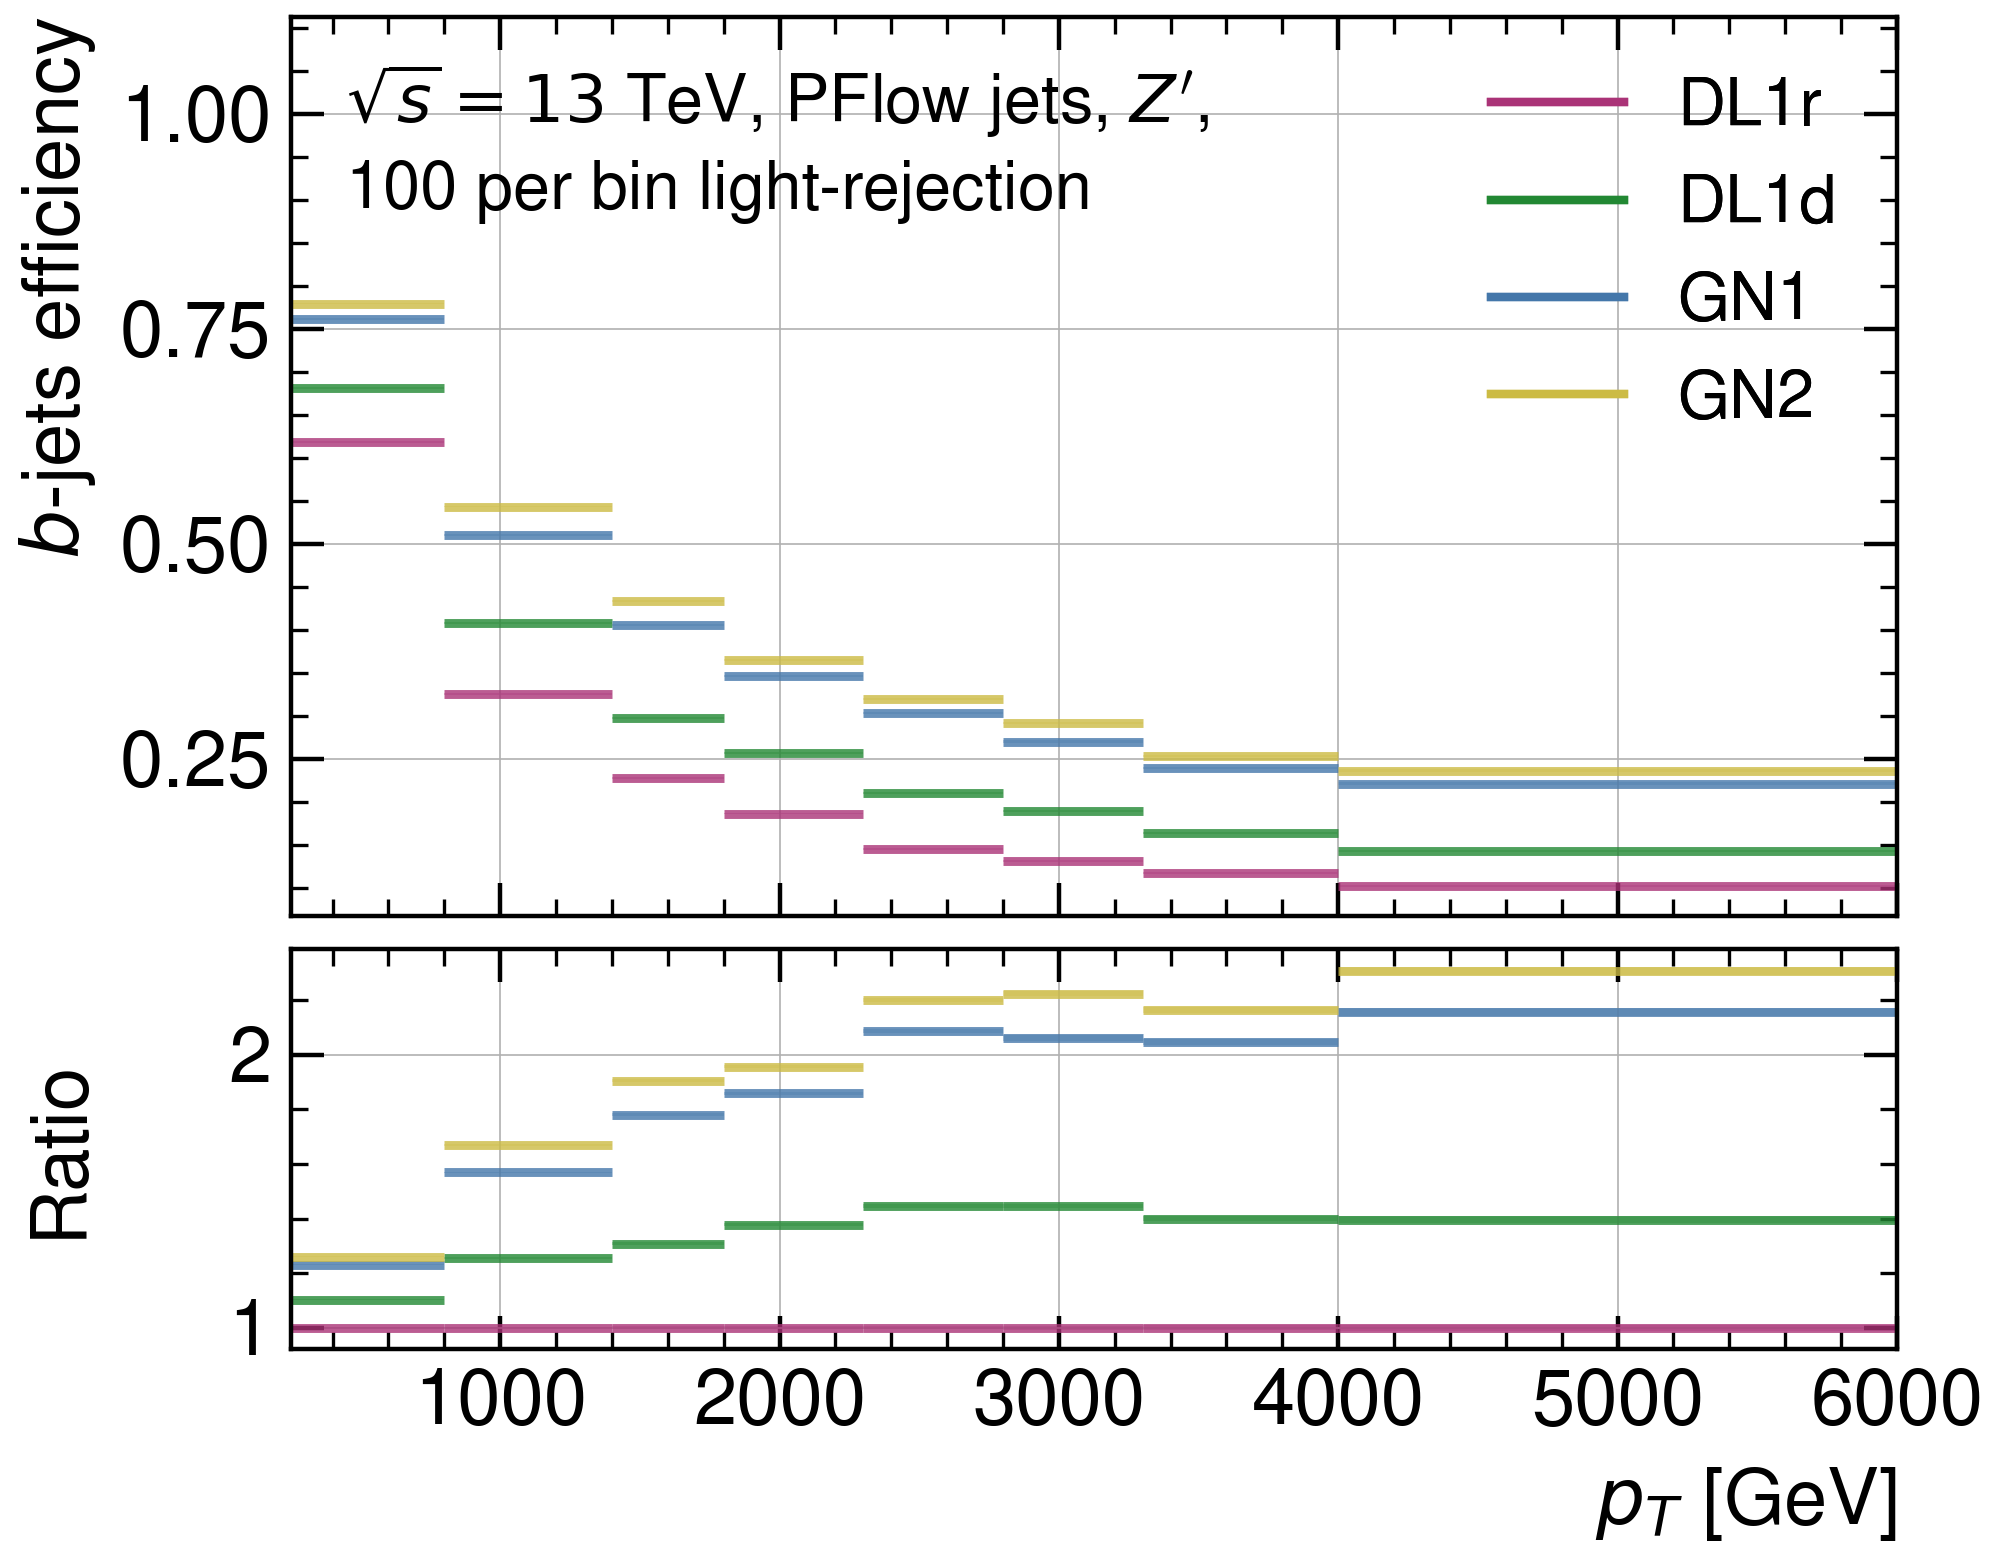 b-jets efficiency
1.00
0.75
0.50
0.25
√s = 13 TeV, PFlow jets, Z′,
100 per bin light-rejection
DL1r
DL1d
GN1
GN2
Ratio
2
1
1000 2000 3000 4000 5000 6000
pT [GeV]